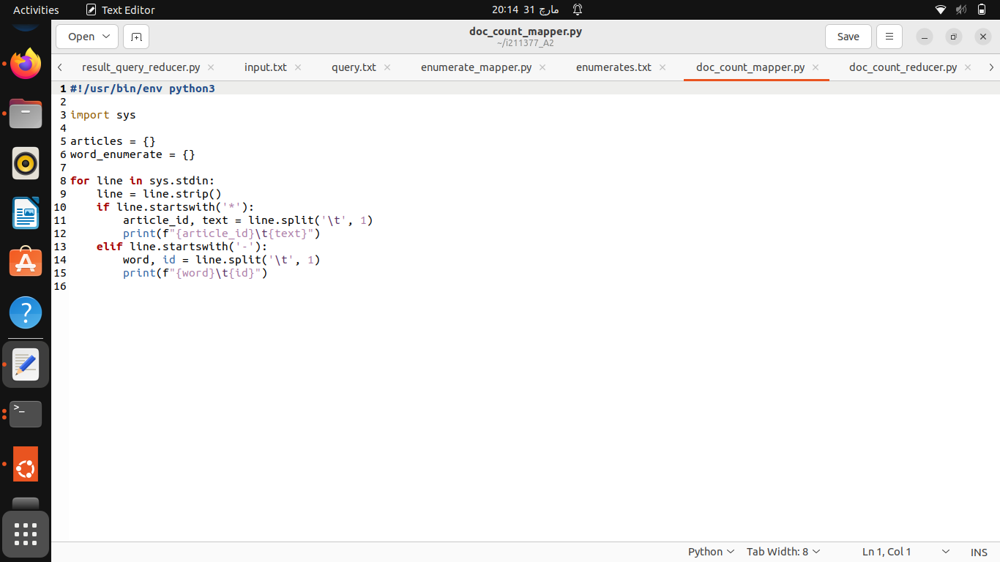 Activities
Text Editor
20:14 31 مارچ
Open
doc_count_mapper.py
~/i211377_A2
Save
result_query_reducer.py
input.txt
query.txt
enumerate_mapper.py
enumerates.txt
doc_count_mapper.py
doc_count_reducer.py
1 #!/usr/bin/env python3
2
3 import sys
4
5 articles = {}
6 word_enumerate = {}
7
8 for line in sys.stdin:
9     line = line.strip()
10     if line.startswith('*'):
11         article_id, text = line.split('\t', 1)
12         print(f"{article_id}\t{text}")
13     elif line.startswith('-'):
14         word, id = line.split('\t', 1)
15         print(f"{word}\t{id}")
16
Python
Tab Width: 8
Ln 1, Col 1
INS